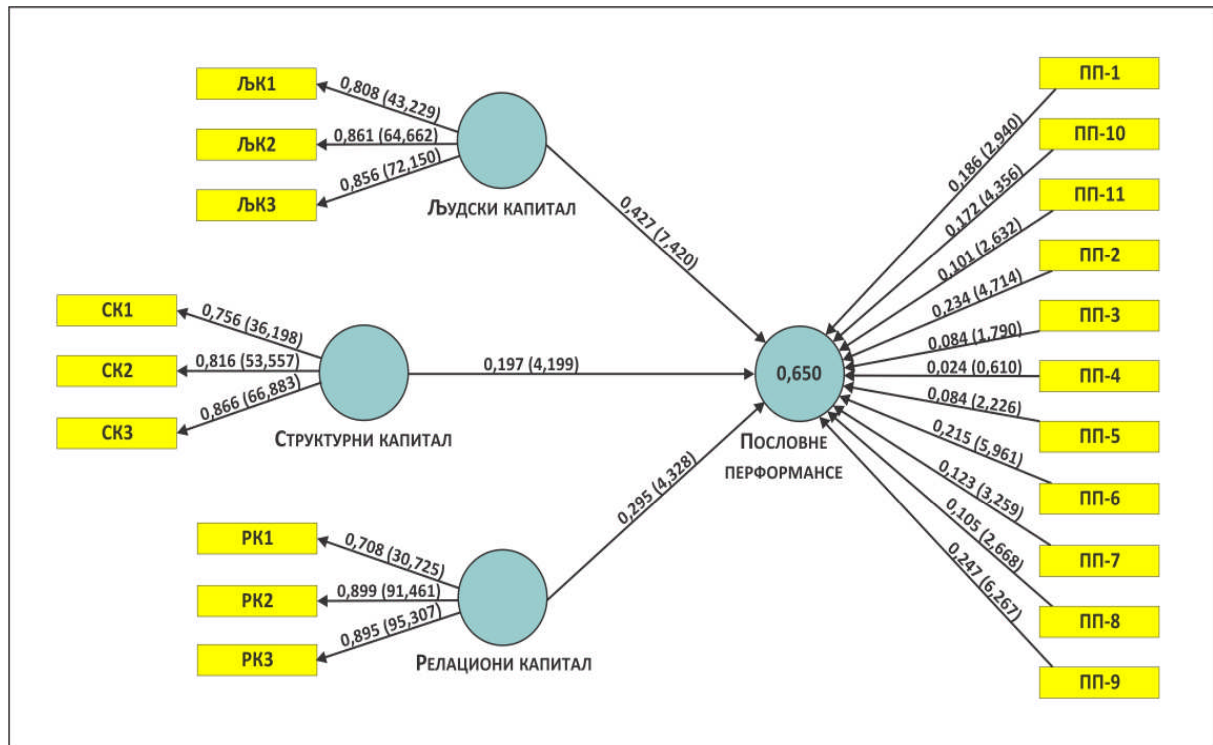 ЉК1
0,808 (43,229)
ЉК2
0,861 (64,662)
ЉК3
0,856 (72,150)
Људски капитал
0,427 (7,420)
СК1
0,756 (36,198)
СК2
0,816 (53,557)
СК3
0,866 (66,883)
Структурни капитал
0,197 (4,199)
РК1
0,708 (30,725)
РК2
0,899 (91,461)
РК3
0,895 (95,307)
Релациони капитал
0,295 (4,328)
0,650
Пословне
перформансе
ПП-1
0,186 (2,940)
ПП-10
0,172 (4,356)
ПП-11
0,101 (2,632)
ПП-2
0,234 (4,714)
ПП-3
0,084 (1,790)
ПП-4
0,024 (0,610)
ПП-5
0,084 (2,226)
ПП-6
0,215 (5,961)
ПП-7
0,123 (3,259)
ПП-8
0,105 (2,668)
ПП-9
0,247 (6,267)